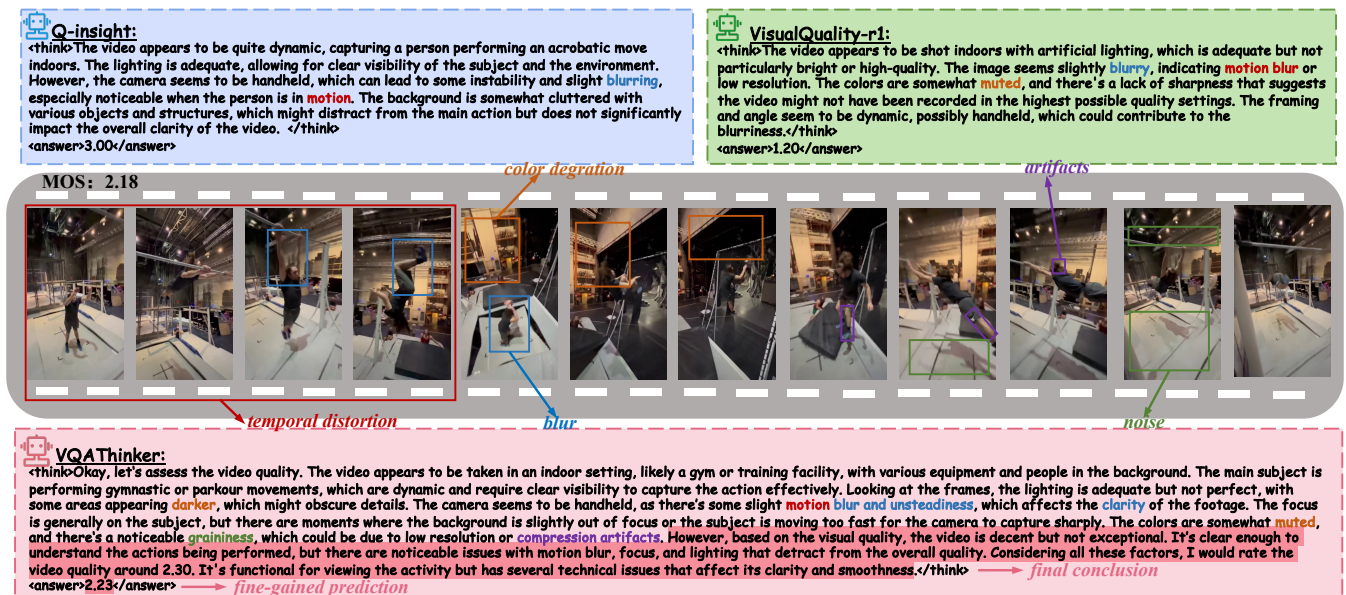 Q-insight:
<think>The video appears to be quite dynamic, capturing a person performing an acrobatic move
indoors. The lighting is adequate, allowing for clear visibility of the subject and the environment.
However, the camera seems to be handheld, which can lead to some instability and slight blurring,
especially noticeable when the person is in motion. The background is somewhat cluttered with
various objects and structures, which might distract from the main action but does not significantly
impact the overall clarity of the video. </think>
<answer>3.00</answer>
VisualQuality-r1:
<think>The video appears to be shot indoors with artificial lighting, which is adequate but not
particularly bright or high-quality. The image seems slightly blurry, indicating motion blur or
low resolution. The colors are somewhat muted, and there's a lack of sharpness that suggests
the video might not have been recorded in the highest possible quality settings. The framing
and angle seem to be dynamic, possibly handheld, which could contribute to the
blurriness.</think>
<answer>1.20</answer>
color degration
artifacts
MOS: 2.18
temporal distortion
blur
noise
VQAThinker:
<think>Okay, let's assess the video quality. The video appears to be taken in an indoor setting, likely a gym or training facility, with various equipment and people in the background. The main subject is
performing gymnastic or parkour movements, which are dynamic and require clear visibility to capture the action effectively. Looking at the frames, the lighting is adequate but not perfect, with
some areas appearing darker, which might obscure details. The camera seems to be handheld, as there's some slight motion blur and unsteadiness, which affects the clarity of the footage. The focus
is generally on the subject, but there are moments where the background is slightly out of focus or the subject is moving too fast for the camera to capture sharply. The colors are somewhat muted,
and there's a noticeable graininess, which could be due to low resolution or compression artifacts. However, based on the visual quality, the video is decent but not exceptional. It's clear enough to
understand the actions being performed, but there are noticeable issues with motion blur, focus, and lighting that detract from the overall quality. Considering all these factors, I would rate the
video quality around 2.30. It's functional for viewing the activity but has several technical issues that affect its clarity and smoothness.</think>
final conclusion
<answer>2.23</answer>
fine-gained prediction